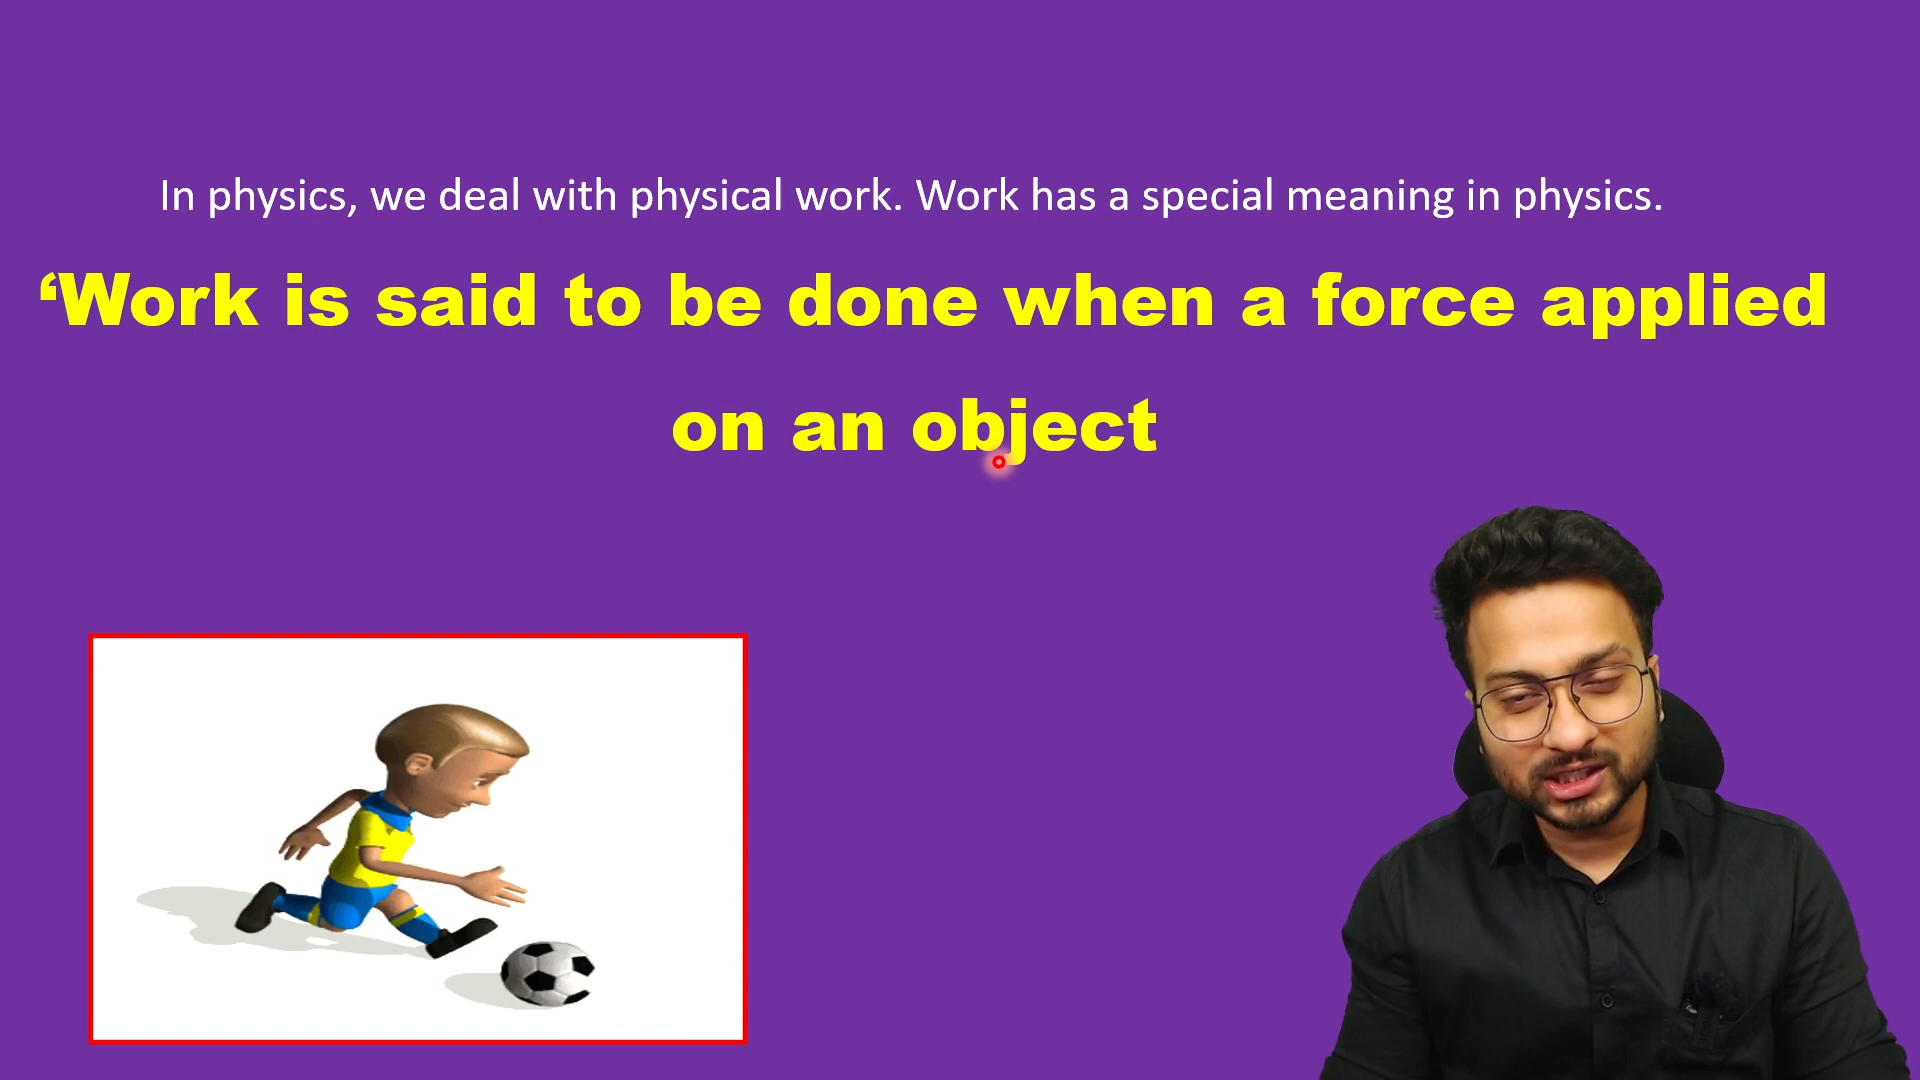 In physics, we deal with physical work. Work has a special meaning in physics.
‘Work is said to be done when a force applied
on an object